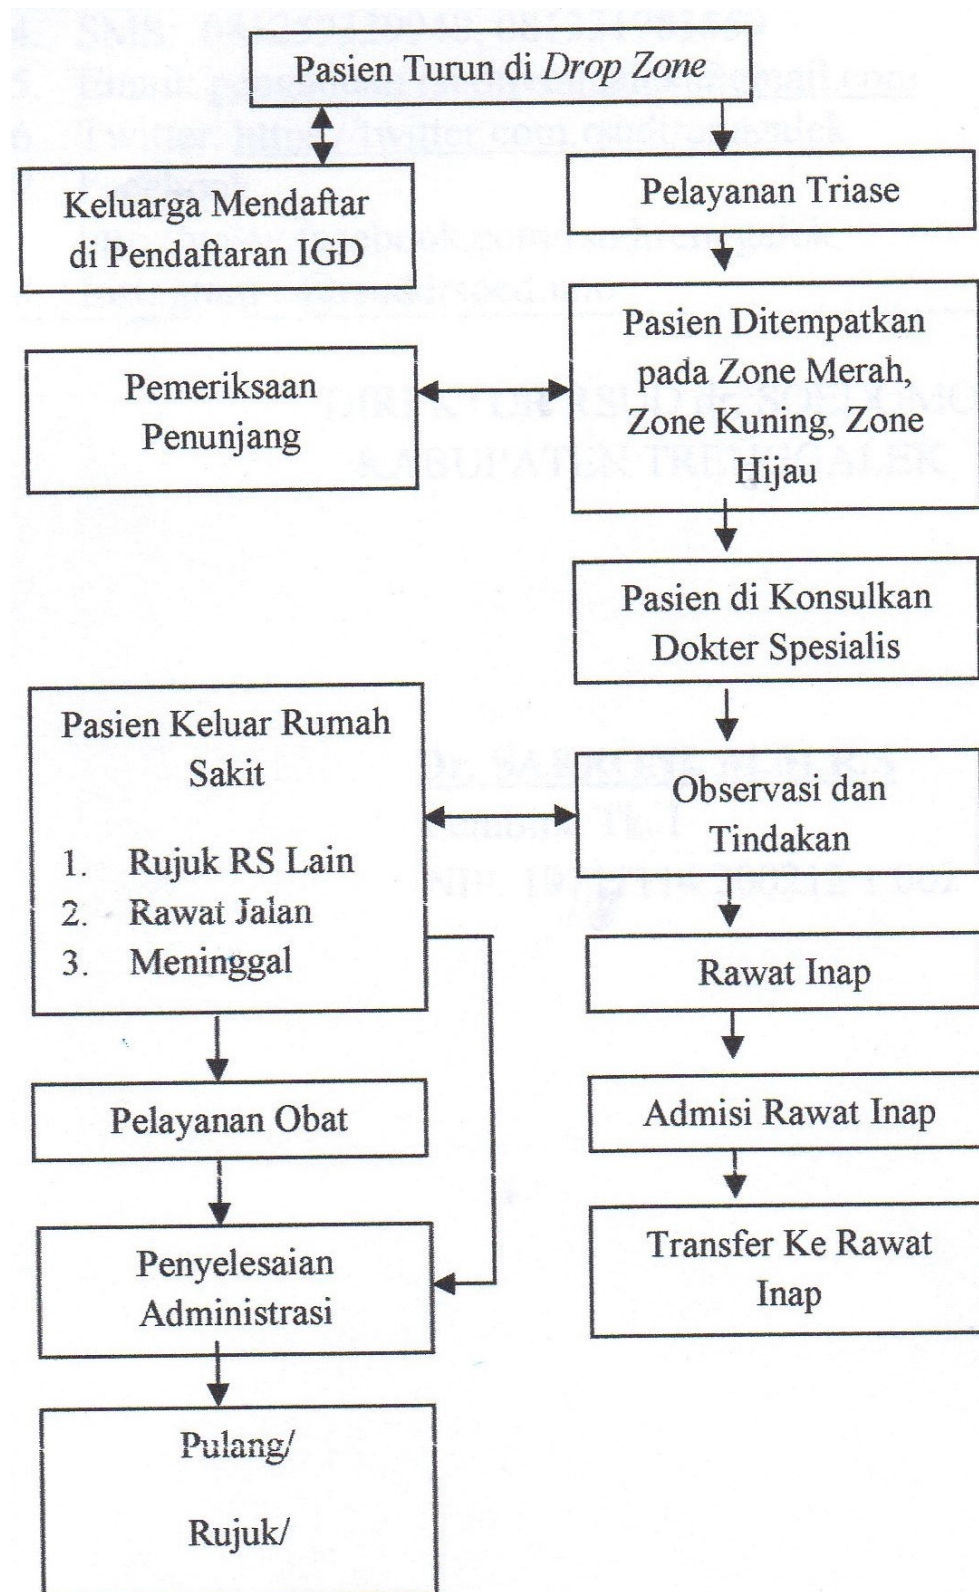 Pasien Turun di Drop Zone
Keluarga Mendaftar
di Pendaftaran IGD
Pelayanan Triase
Pasien Ditempatkan
pada Zone Merah,
Zone Kuning, Zone
Hijau
Pemeriksaan
Penunjang
Pasien di Konsulkan
Dokter Spesialis
Pasien Keluar Rumah
Sakit
1. Rujuk RS Lain
2. Rawat Jalan
3. Meninggal
Observasi dan
Tindakan
Rawat Inap
Admisi Rawat Inap
Transfer Ke Rawat
Inap
Pelayanan Obat
Penyelesaian
Administrasi
Pulang/
Rujuk/